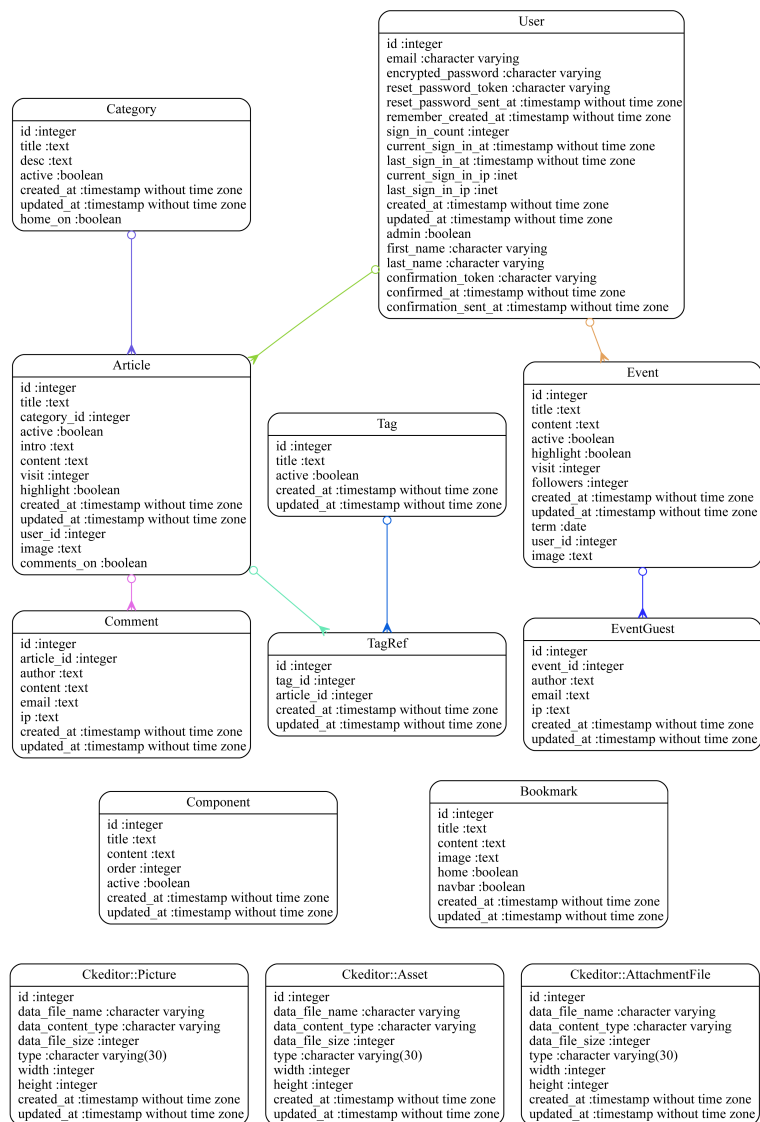 User
id :integer
email :character varying
encrypted_password :character varying
reset_password_token :character varying
reset_password_sent_at :timestamp without time zone
remember_created_at :timestamp without time zone
sign_in_count :integer
current_sign_in_at :timestamp without time zone
last_sign_in_at :timestamp without time zone
current_sign_in_ip :inet
last_sign_in_ip :inet
created_at :timestamp without time zone
updated_at :timestamp without time zone
admin :boolean
first_name :character varying
last_name :character varying
confirmation_token :character varying
confirmed_at :timestamp without time zone
confirmation_sent_at :timestamp without time zone
Category
id :integer
title :text
desc :text
active :boolean
created_at :timestamp without time zone
updated_at :timestamp without time zone
home_on :boolean
Article
id :integer
title :text
category_id :integer
active :boolean
intro :text
content :text
visit :integer
highlight :boolean
created_at :timestamp without time zone
updated_at :timestamp without time zone
user_id :integer
image :text
comments_on :boolean
Tag
id :integer
title :text
active :boolean
created_at :timestamp without time zone
updated_at :timestamp without time zone
Event
id :integer
title :text
content :text
active :boolean
highlight :boolean
visit :integer
followers :integer
created_at :timestamp without time zone
updated_at :timestamp without time zone
term :date
user_id :integer
image :text
Comment
id :integer
article_id :integer
author :text
content :text
email :text
ip :text
created_at :timestamp without time zone
updated_at :timestamp without time zone
TagRef
id :integer
tag_id :integer
article_id :integer
created_at :timestamp without time zone
updated_at :timestamp without time zone
EventGuest
id :integer
event_id :integer
author :text
email :text
ip :text
created_at :timestamp without time zone
updated_at :timestamp without time zone
Component
id :integer
title :text
content :text
order :integer
active :boolean
created_at :timestamp without time zone
updated_at :timestamp without time zone
Bookmark
id :integer
title :text
content :text
image :text
home :boolean
navbar :boolean
created_at :timestamp without time zone
updated_at :timestamp without time zone
Ckeditor::Picture
id :integer
data_file_name :character varying
data_content_type :character varying
data_file_size :integer
type :character varying(30)
width :integer
height :integer
created_at :timestamp without time zone
updated_at :timestamp without time zone
Ckeditor::Asset
id :integer
data_file_name :character varying
data_content_type :character varying
data_file_size :integer
type :character varying(30)
width :integer
height :integer
created_at :timestamp without time zone
updated_at :timestamp without time zone
Ckeditor::AttachmentFile
id :integer
data_file_name :character varying
data_content_type :character varying
data_file_size :integer
type :character varying(30)
width :integer
height :integer
created_at :timestamp without time zone
updated_at :timestamp without time zone